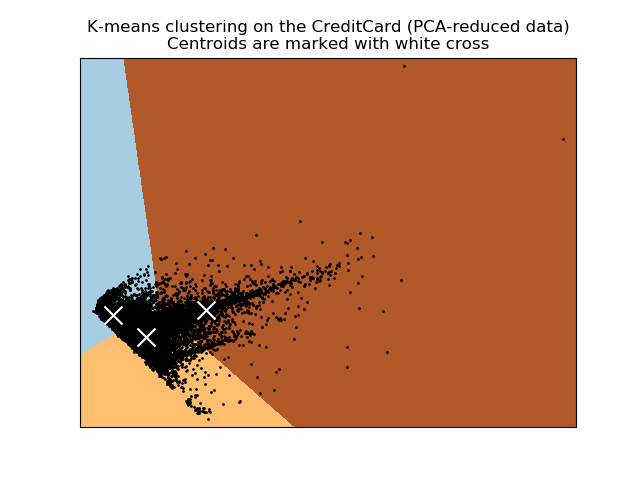 K-means clustering on the CreditCard (PCA-reduced data)
Centroids are marked with white cross